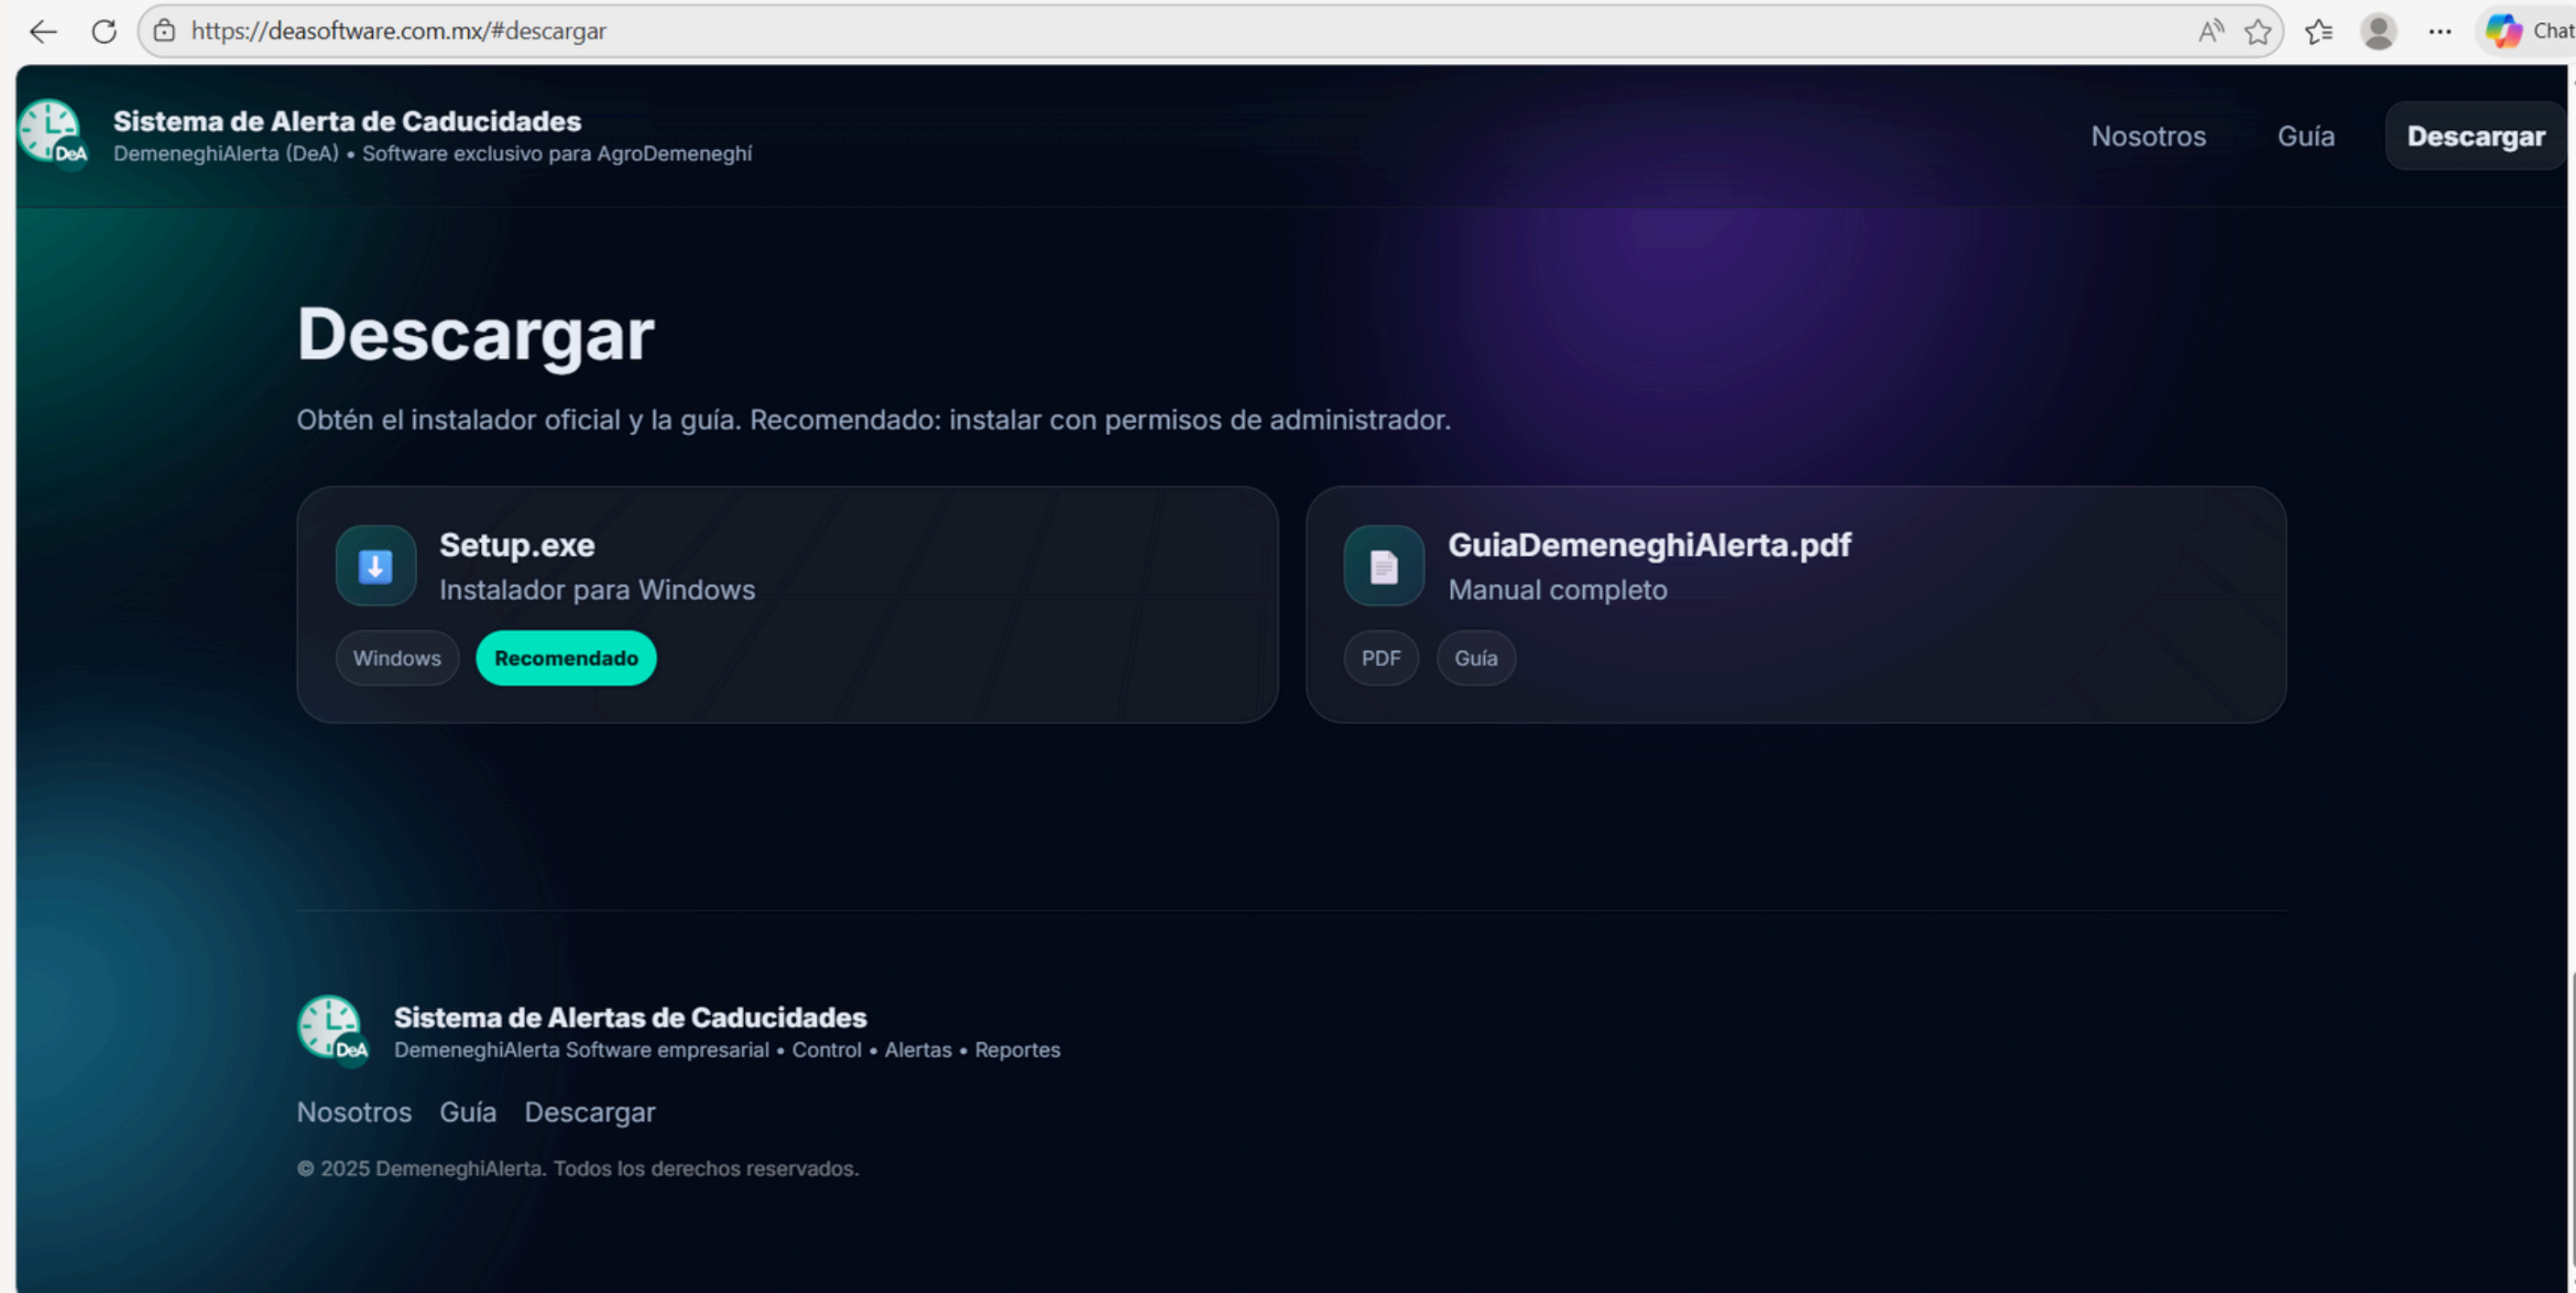 https://deasoftware.com.mx/#descargar
Chat
DeA
Sistema de Alerta de Caducidades
DemeneghiAlerta (DeA) • Software exclusivo para AgroDemeneghí
Nosotros
Guía
Descargar
Descargar
Obtén el instalador oficial y la guía. Recomendado: instalar con permisos de administrador.
Setup.exe
Instalador para Windows
Windows
Recomendado
GuiaDemeneghiAlerta.pdf
Manual completo
PDF
Guía
DeA
Sistema de Alertas de Caducidades
DemeneghiAlerta Software empresarial • Control • Alertas • Reportes
Nosotros Guía Descargar
© 2025 DemeneghiAlerta. Todos los derechos reservados.